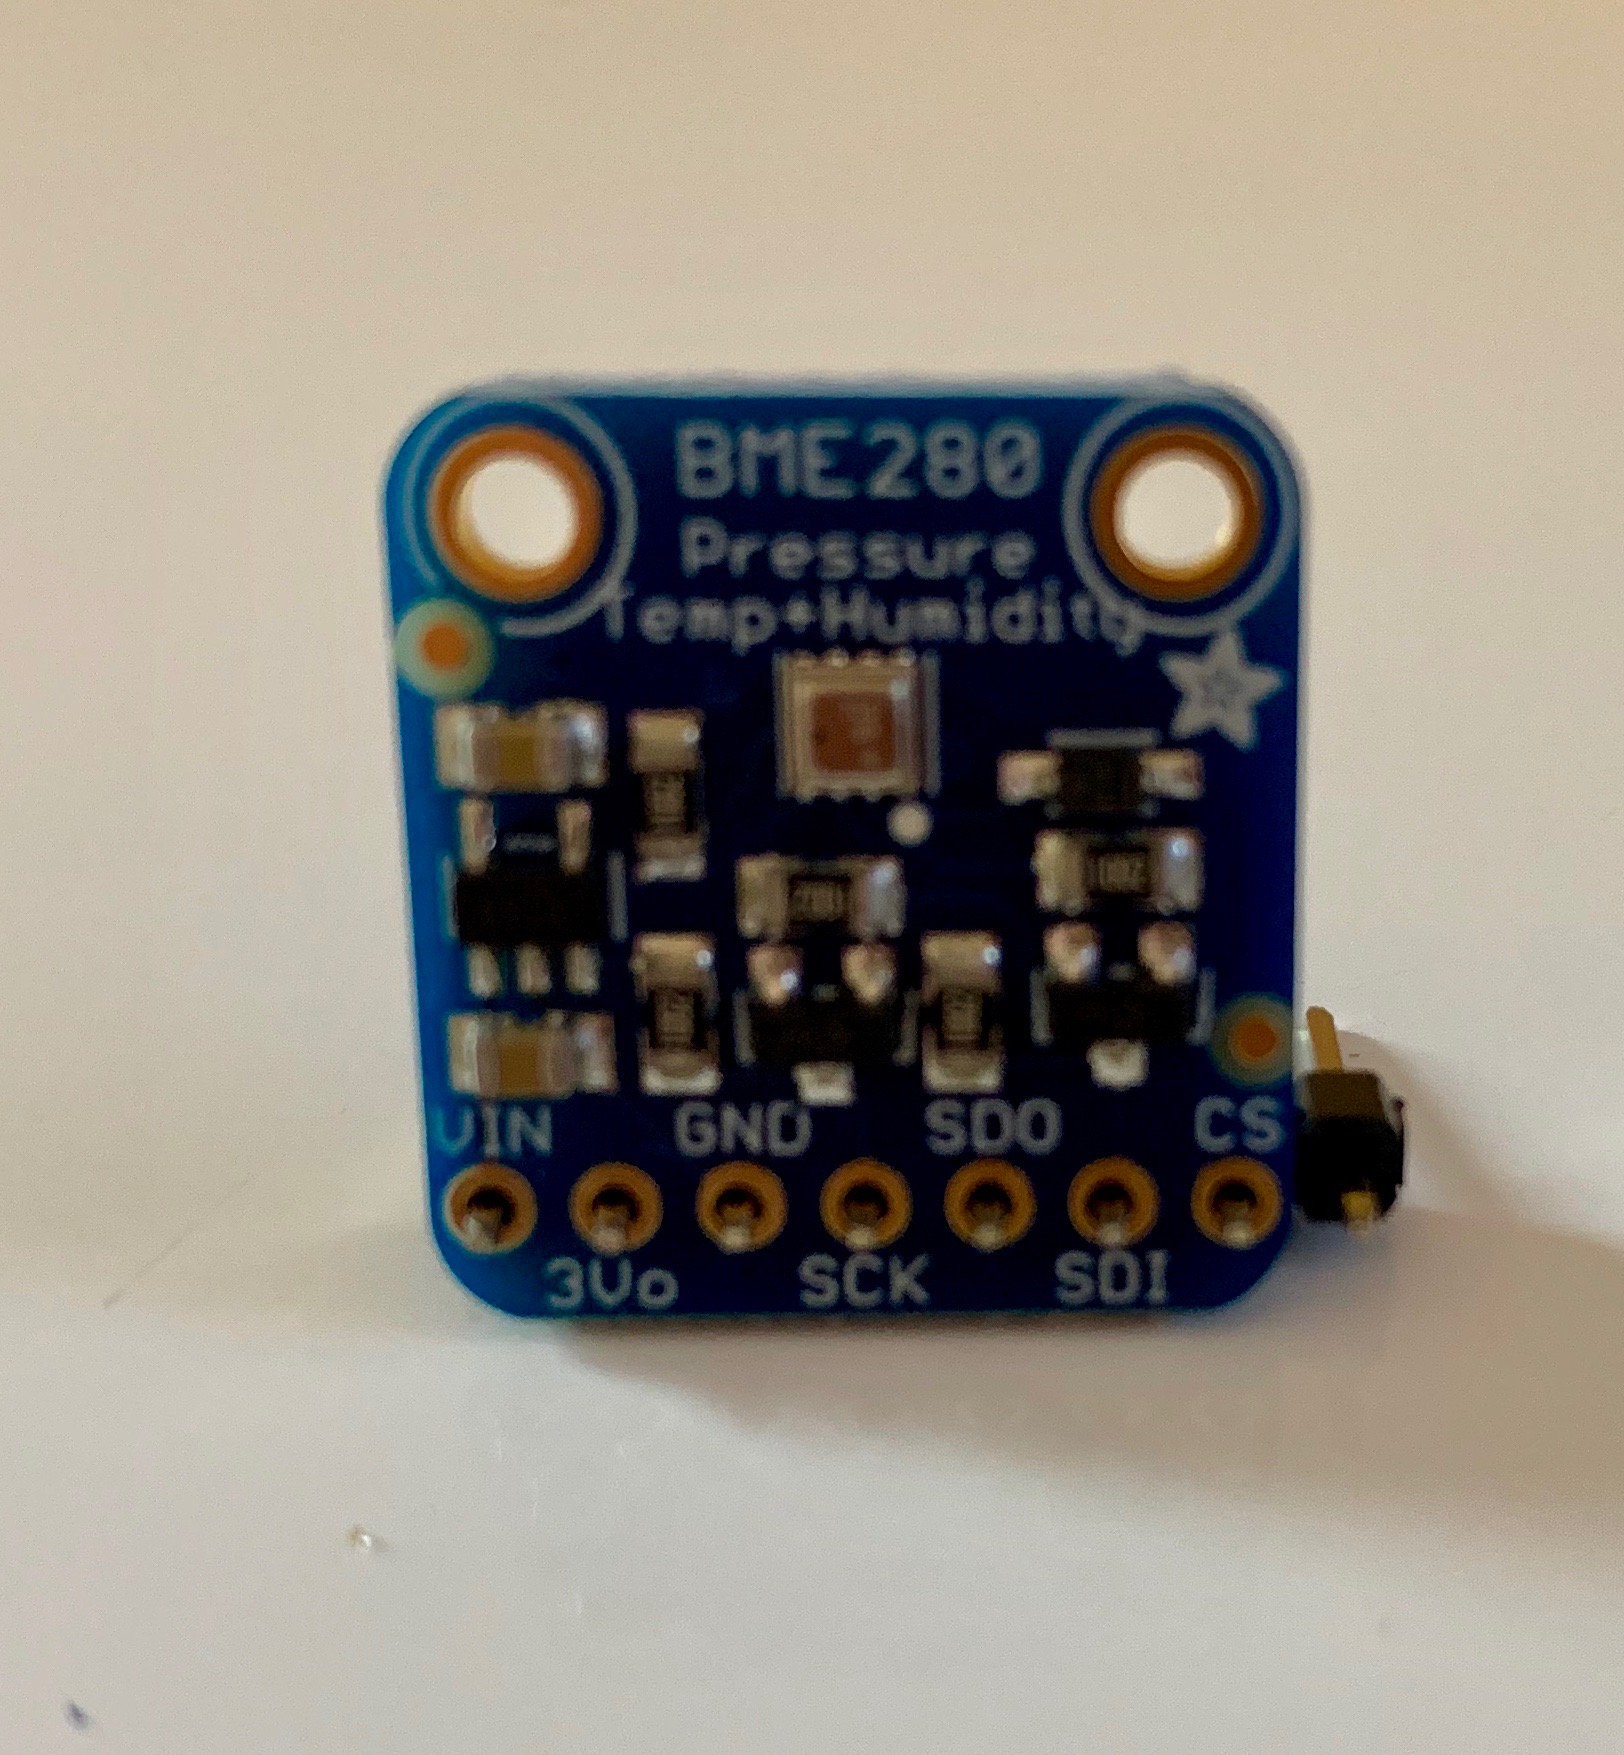 BME280
Pressure
Temp+Humidity
VIN GND SDO CS
3Vo SCK SDI